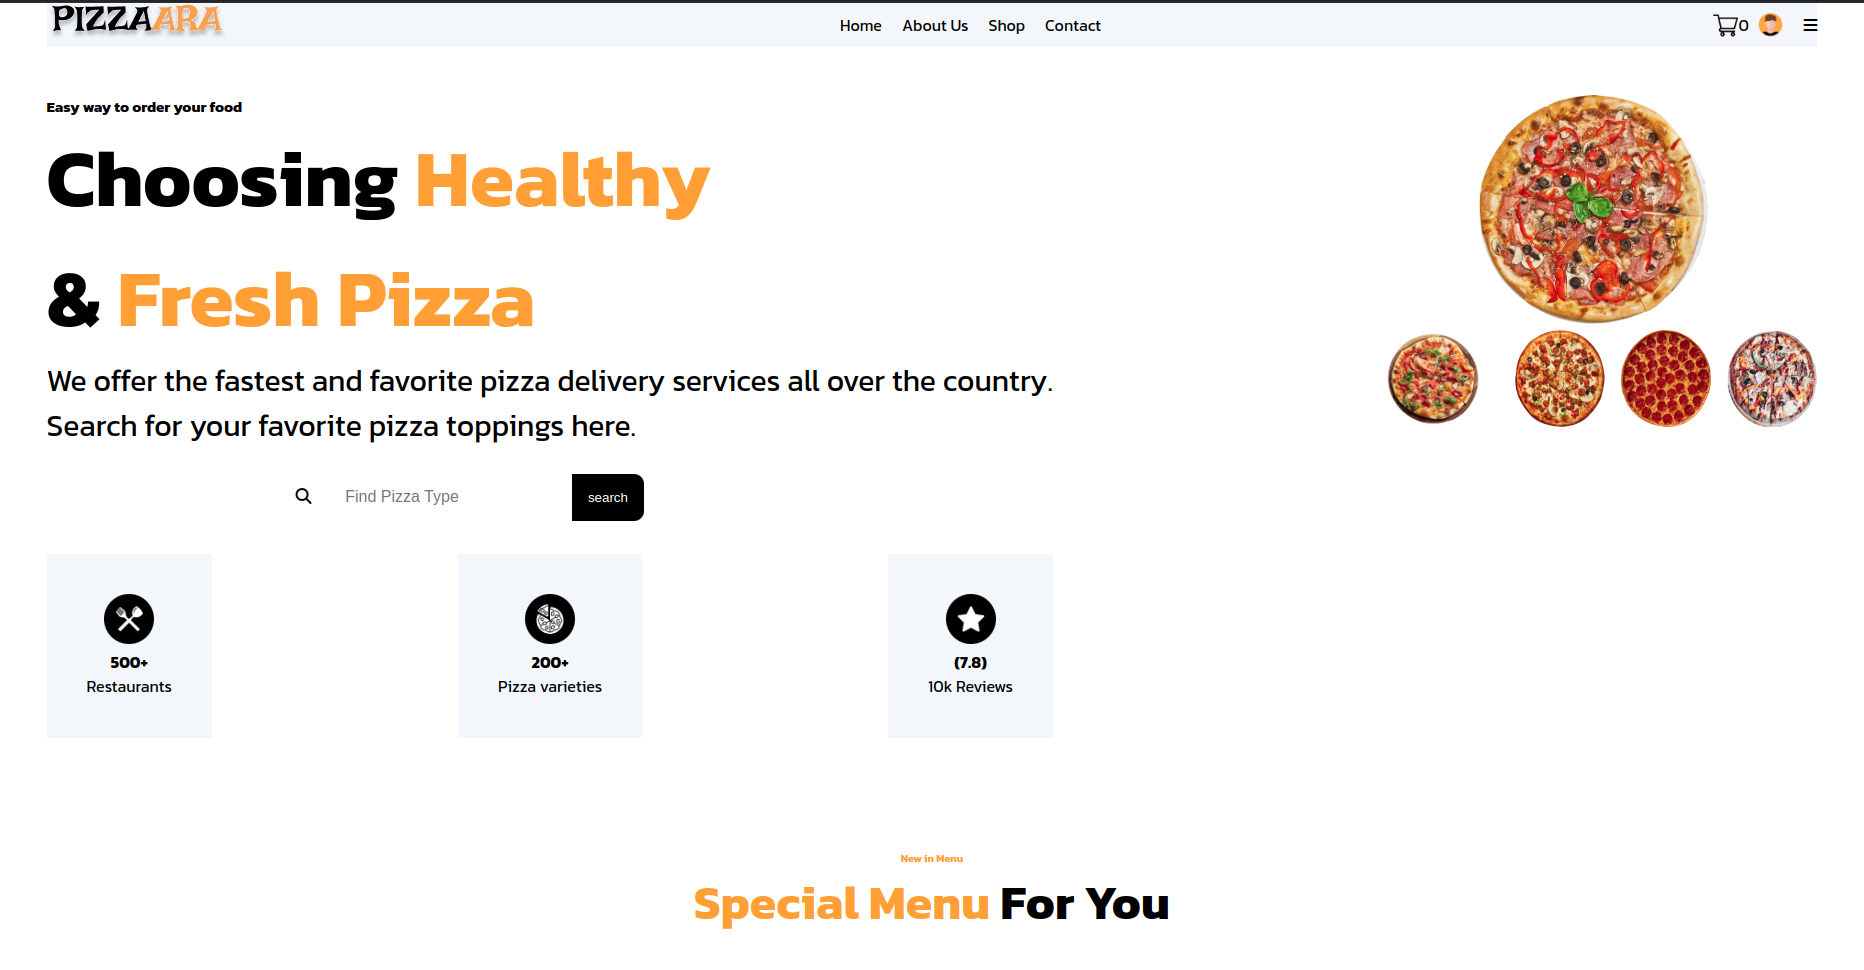 PIZZAARA
Home About Us Shop Contact
0
Easy way to order your food
Choosing Healthy
& Fresh Pizza
We offer the fastest and favorite pizza delivery services all over the country.
Search for your favorite pizza toppings here.
Find Pizza Type
search
500+
Restaurants
200+
Pizza varieties
(7.8)
10k Reviews
New in Menu
Special Menu For You